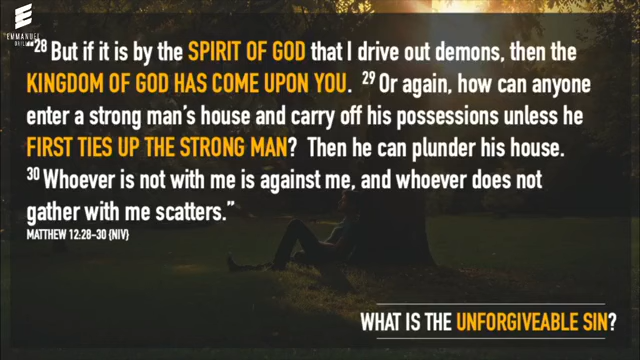 EMMANUEL
28 But if it is by the SPIRIT OF GOD that I drive out demons, then the
KINGDOM OF GOD HAS COME UPON YOU. 29 Or again, how can anyone
enter a strong man's house and carry off his possessions unless he
FIRST TIES UP THE STRONG MAN? Then he can plunder his house.
30 Whoever is not with me is against me, and whoever does not
gather with me scatters.”
MATTHEW 12:28-30 {NIV}
WHAT IS THE UNFORGIVEABLE SIN?